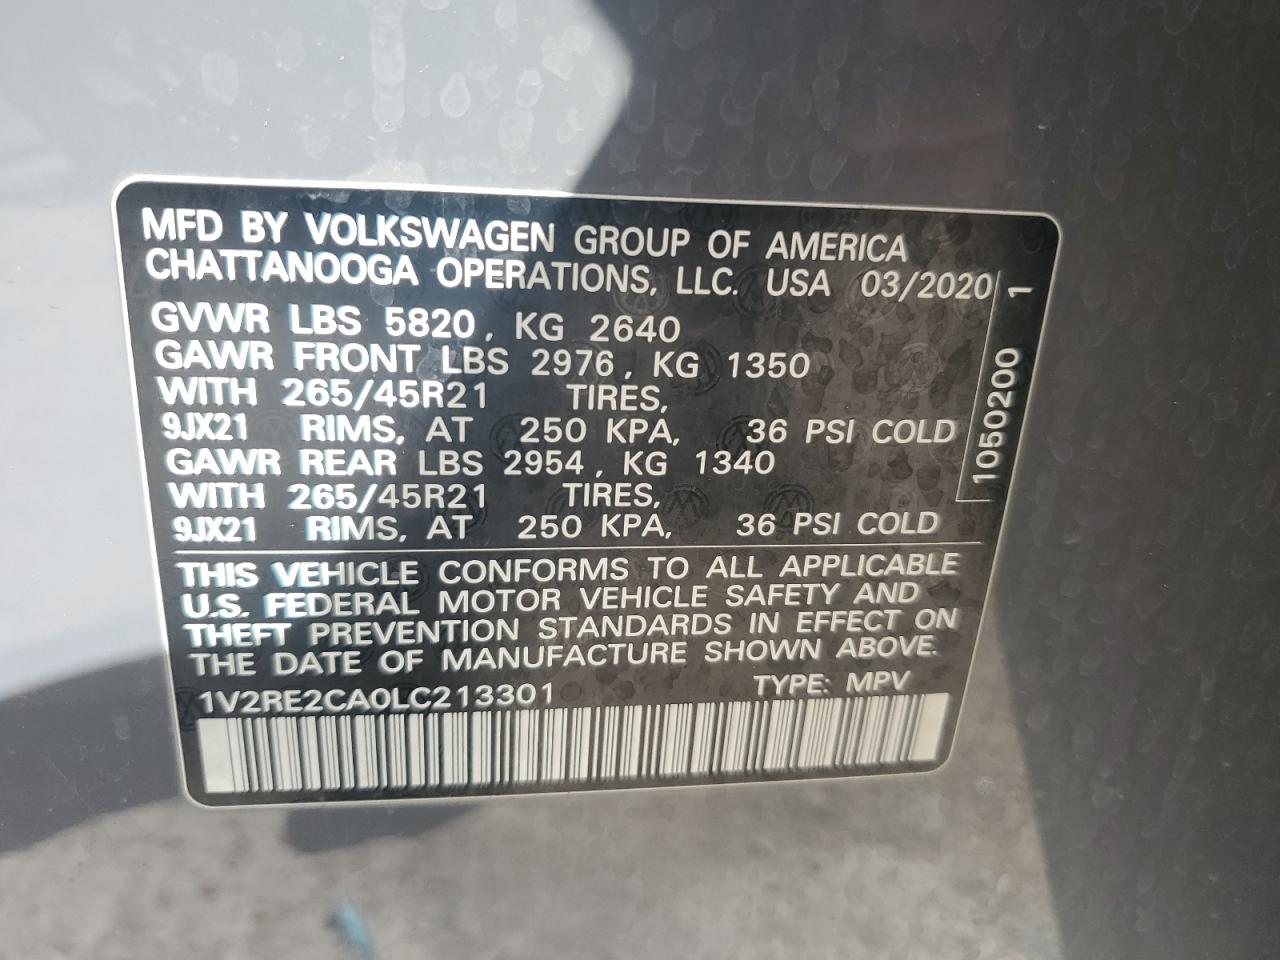 MFD BY VOLKSWAGEN GROUP OF AMERICA
CHATTANOOGA OPERATIONS, LLC. USA 03/2020
GVWR LBS 5820, KG 2640
GAWR FRONT LBS 2976, KG 1350
WITH 265/45R21 TIRES,
9JX21 RIMS, AT 250 KPA, 36 PSI COLD
GAWR REAR LBS 2954, KG 1340
WITH 265/45R21 TIRES,
9JX21 RIMS, AT 250 KPA, 36 PSI COLD
1050200 1
THIS VEHICLE CONFORMS TO ALL APPLICABLE
U.S. FEDERAL MOTOR VEHICLE SAFETY AND
THEFT PREVENTION STANDARDS IN EFFECT ON
THE DATE OF MANUFACTURE SHOWN ABOVE.
1V2RE2CA0LC213301 TYPE: MPV